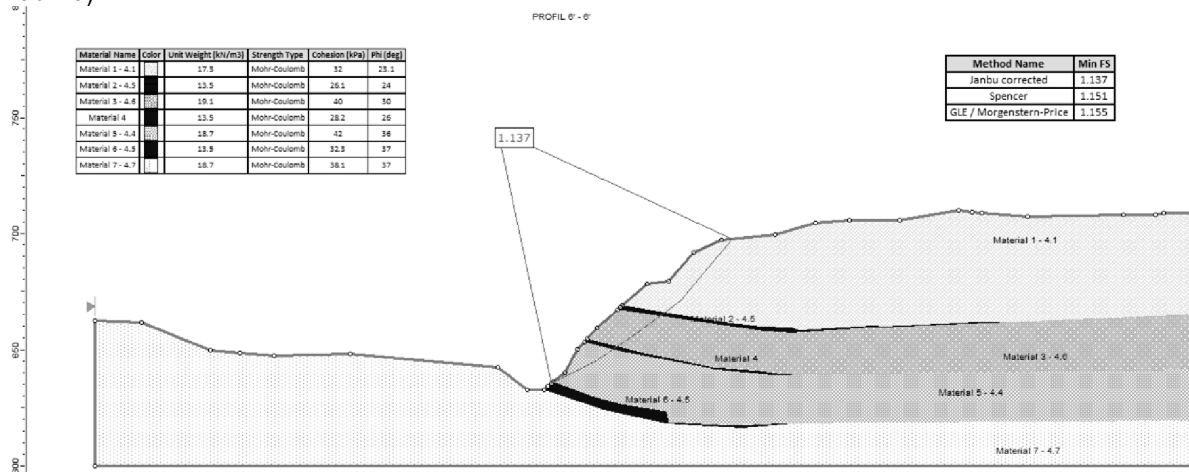 PROFIL 6' - 6'
Material Name Color Unit Weight (kN/m3) Strength Type Cohesion (kPa) Phi (deg)
Material 1 - 4.1 17.3 Mohr-Coulomb 32 23.1
Material 2 - 4.5 13.5 Mohr-Coulomb 26.1 24
Material 3 - 4.6 19.1 Mohr-Coulomb 40 30
Material 4 13.5 Mohr-Coulomb 28.2 26
Material 5 - 4.4 18.7 Mohr-Coulomb 42 36
Material 6 - 4.5 13.5 Mohr-Coulomb 32.3 37
Material 7 - 4.7 18.7 Mohr-Coulomb 38.1 37
Method Name Min FS
Janbu corrected 1.137
Spencer 1.151
GLE / Morgenstern-Price 1.155
760
1.137
700
Material 1 - 4.1
Material 2 - 4.5
650
Material 4
Material 3 - 4.6
Material 6 - 4.5
Material 5 - 4.4
Material 7 - 4.7